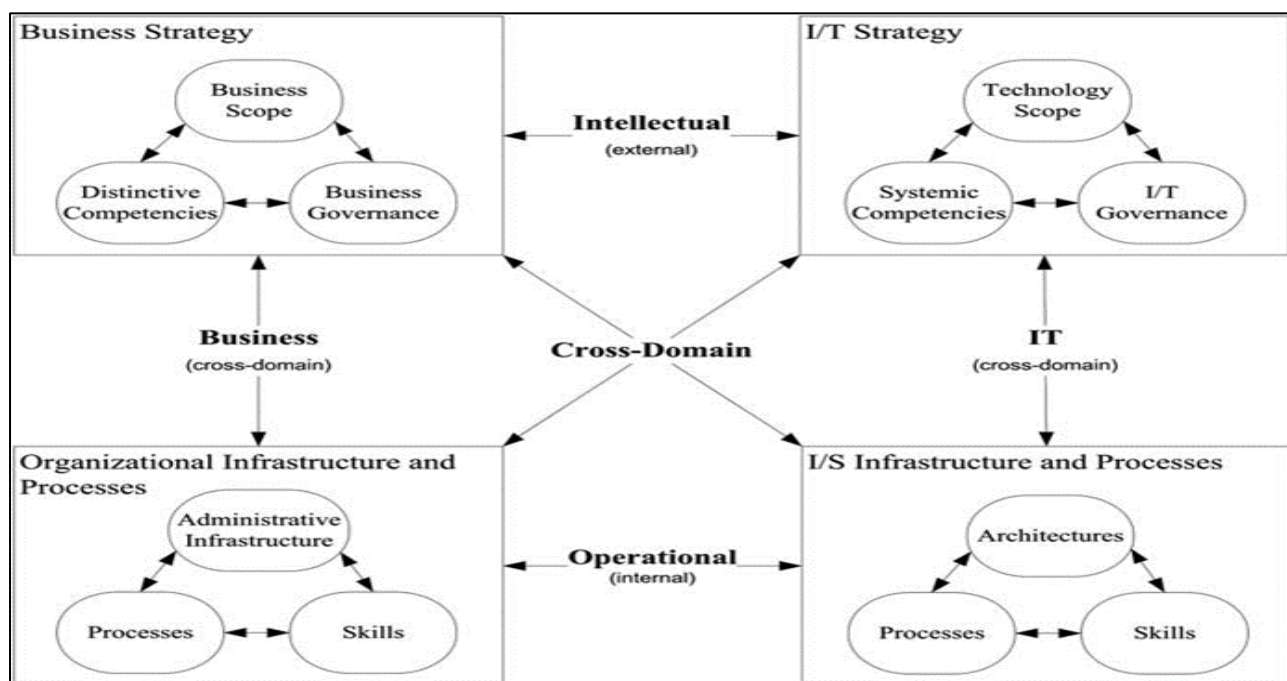 Business Strategy
I/T Strategy
Business
Scope
Technology
Scope
Intellectual
(external)
Distinctive
Competencies
Business
Governance
Systemic
Competencies
I/T
Governance
Business
(cross-domain)
Cross-Domain
IT
(cross-domain)
Organizational Infrastructure and
Processes
I/S Infrastructure and Processes
Administrative
Infrastructure
Architectures
Operational
(internal)
Processes
Skills
Processes
Skills